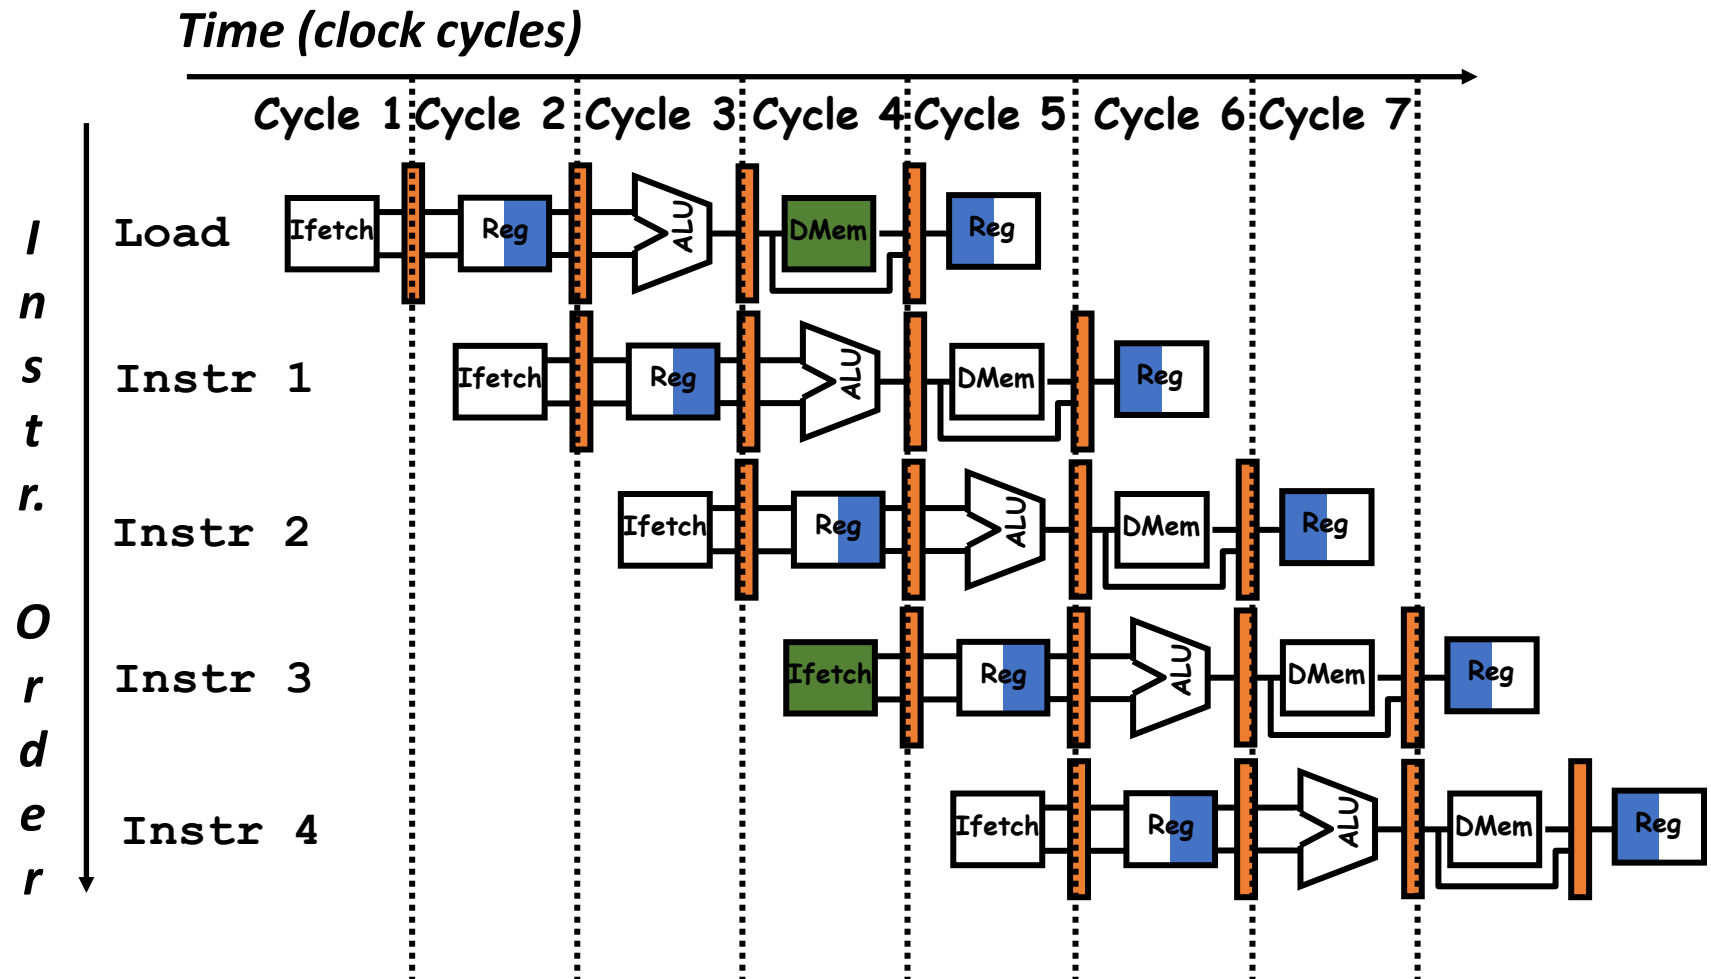 Time (clock cycles)
Cycle 1 Cycle 2 Cycle 3 Cycle 4 Cycle 5 Cycle 6 Cycle 7
Instr. Order
Load Ifetch Reg ALU DMem Reg
Instr 1 Ifetch Reg ALU DMem Reg
Instr 2 Ifetch Reg ALU DMem Reg
Instr 3 Ifetch Reg ALU DMem Reg
Instr 4 Ifetch Reg ALU DMem Reg